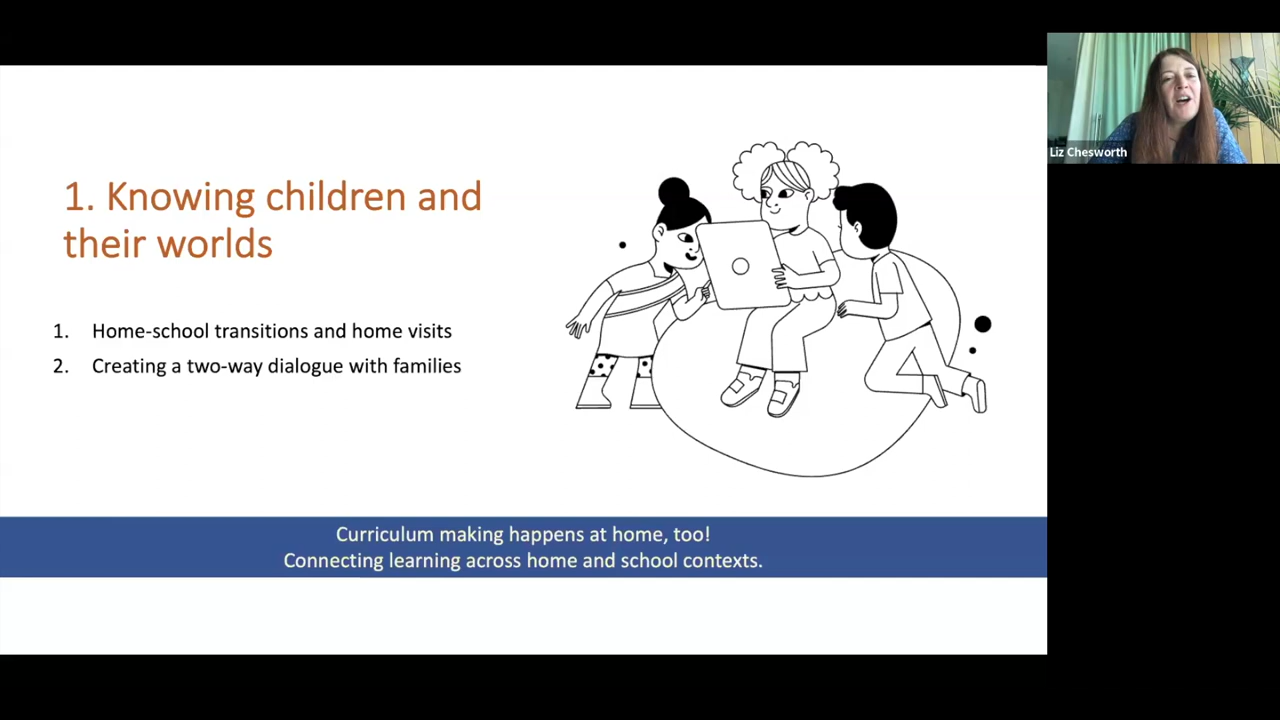 Liz Chesworth
1. Knowing children and
their worlds
1. Home-school transitions and home visits
2. Creating a two-way dialogue with families
Curriculum making happens at home, too!
Connecting learning across home and school contexts.